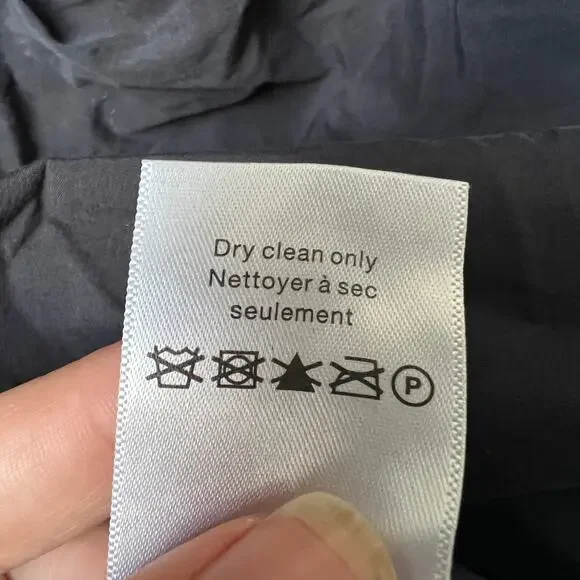 Dry clean only
Nettoyer à sec
seulement
P